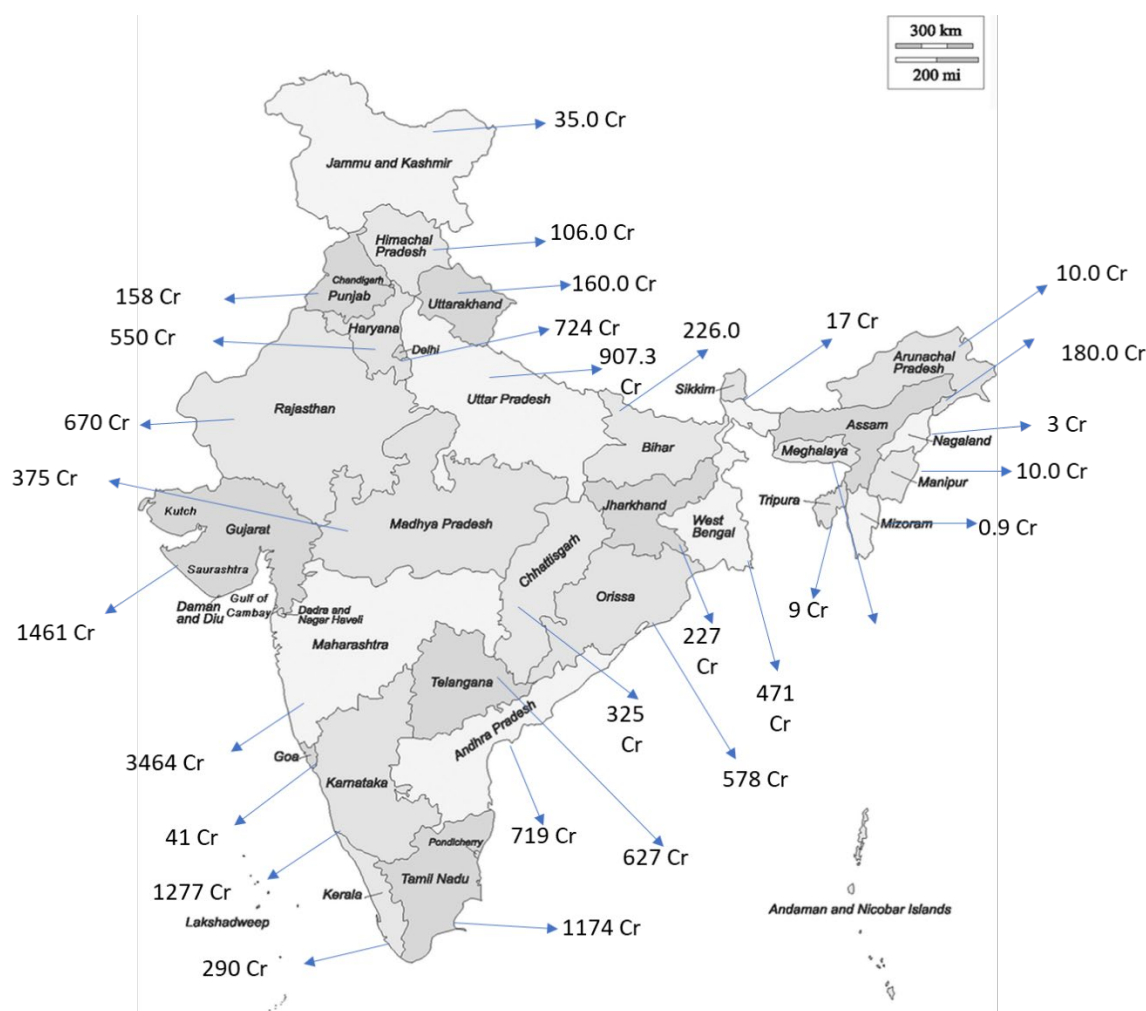 300 km
200 mi
35.0 Cr
Jammu and Kashmir
106.0 Cr
Himachal
Pradesh
10.0 Cr
Chandigarh
160.0 Cr
158 Cr
Punjab
Uttarakhand
17 Cr
Haryana
724 Cr
226.0
550 Cr
Delhi
907.3
Cr
Arunachal
Pradesh
180.0 Cr
Sikkim
Uttar Pradesh
Rajasthan
670 Cr
Assam
3 Cr
Nagaland
Bihar
Meghalaya
375 Cr
10.0 Cr
Manipur
Kutch
Gujarat
Madhya Pradesh
Jharkhand
Tripura
West
Bengal
Mizoram
0.9 Cr
Chhattisgarh
Saurashtra
Orissa
Daman
and Diu
Gulf of
Cambay
Dadra and
Nagar Haveli
9 Cr
1461 Cr
Maharashtra
227
Cr
Telangana
471
Cr
325
Cr
Andhra Pradesh
3464 Cr
Goa
578 Cr
Karnataka
41 Cr
719 Cr
Pondicherry
627 Cr
1277 Cr
Kerala
Tamil Nadu
Lakshadweep
1174 Cr
Andaman and Nicobar Islands
290 Cr